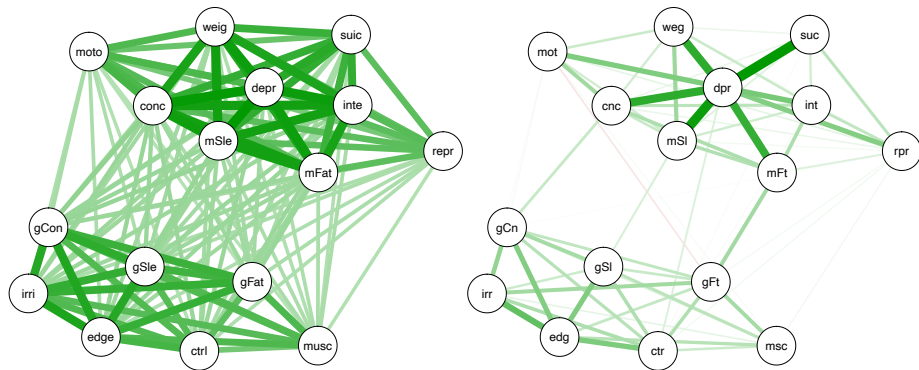 weig
suic
moto
depr
conc
inte
mSle
repr
mFat
gCon
gSle
gFat
irri
edge
ctrl
musc
weg
suc
mot
dpr
cnc
int
mSl
rpr
mFt
gCn
gSl
gFt
irr
edg
ctr
msc